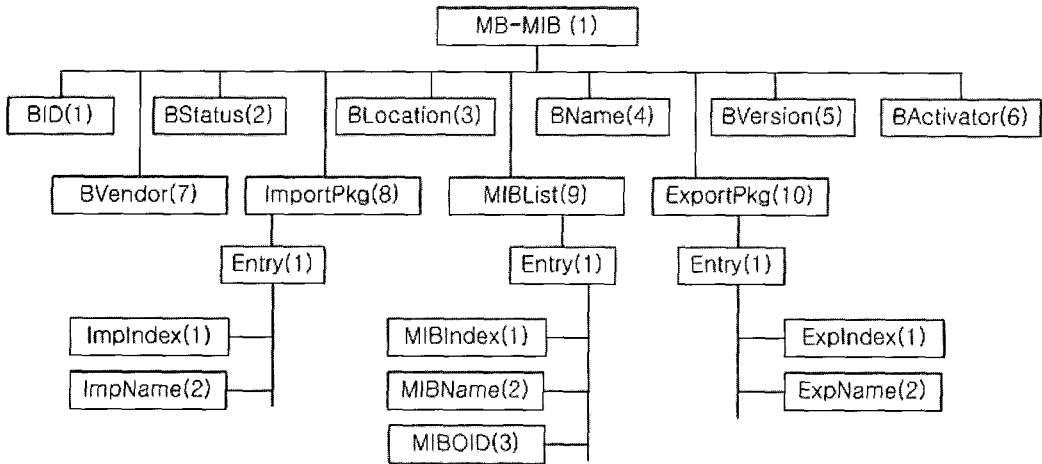 MB-MIB (1)
BID(1) BStatus(2) BLocation(3) BName(4) BVersion(5) BActivator(6)
BVendor(7) ImportPkg(8) MIBList(9) ExportPkg(10)
Entry(1) Entry(1) Entry(1)
ImpIndex(1) MIBIndex(1) ExpIndex(1)
ImpName(2) MIBName(2) ExpName(2)
MIBOID(3)